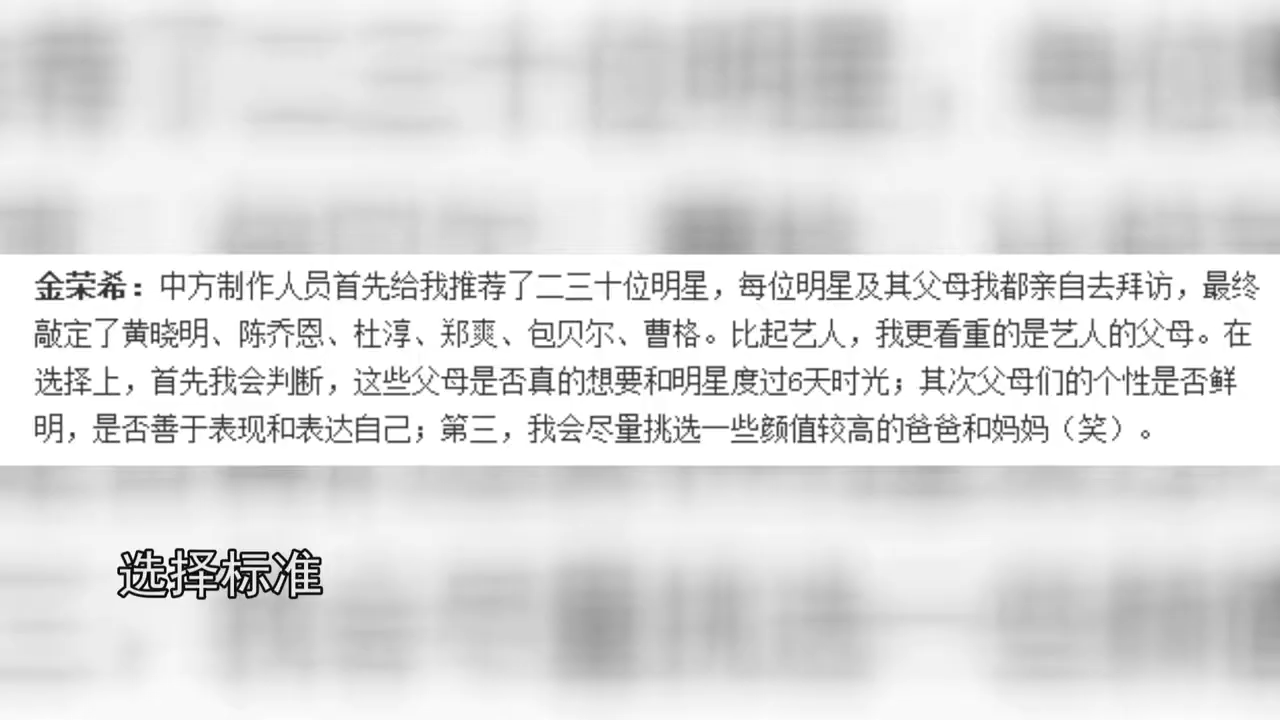 金荣希：中方制作人员首先给我推荐了二三十位明星，每位明星及其父母我都亲自去拜访，最终
敲定了黄晓明、陈乔恩、杜淳、郑爽、包贝尔、曹格。比起艺人，我更看重的是艺人的父母。在
选择上，首先我会判断，这些父母是否真的想要和明星度过6天时光；其次父母们的个性是否鲜
明，是否善于表现和表达自己；第三，我会尽量挑选一些颜值较高的爸爸和妈妈（笑）。
选择标准